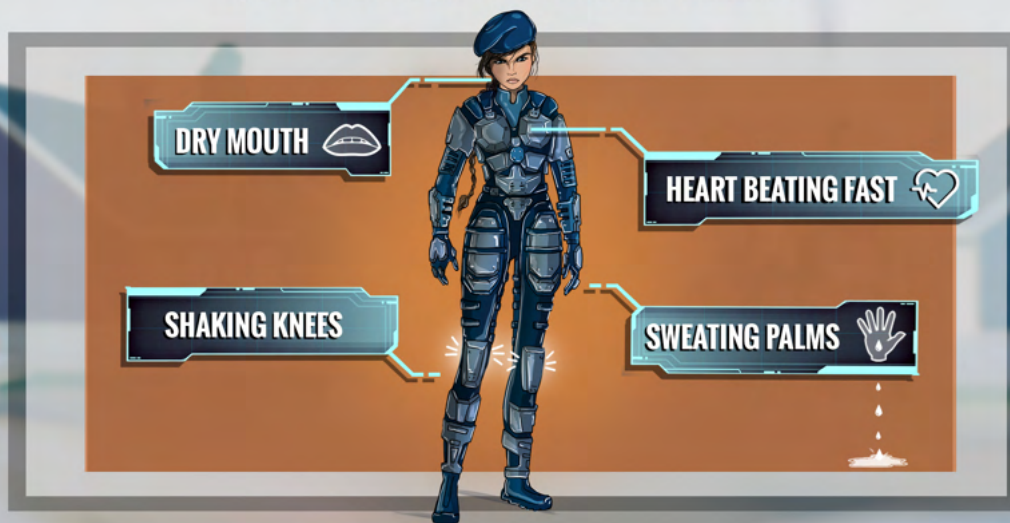 DRY MOUTH
HEART BEATING FAST
SHAKING KNEES
SWEATING PALMS